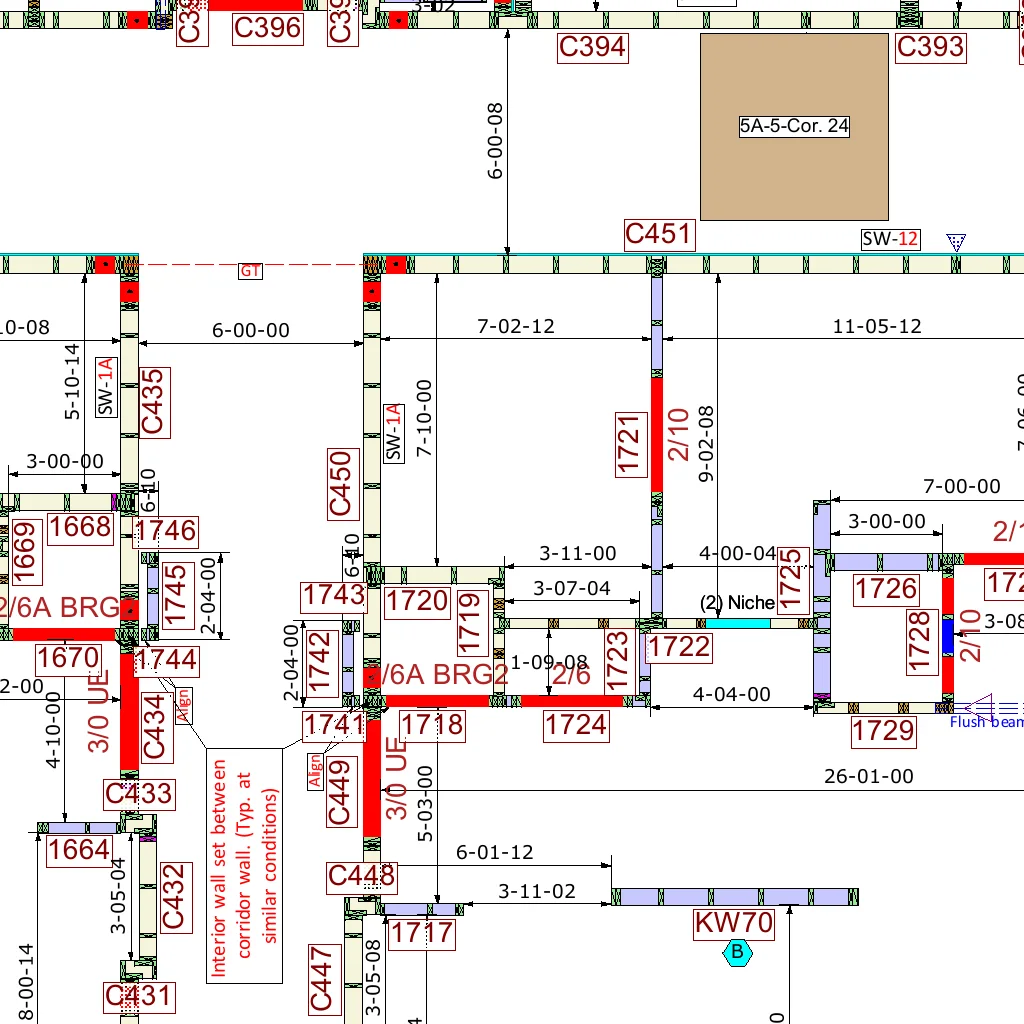 3-02
C396
C394
C393
6-00-08
5A-5-Cor. 24
C451
SW-12
GT
10-08
6-00-00
7-02-12
11-05-12
5-10-14
SW-1A
C435
SW-1A
7-10-00
1721
2/10
9-02-08
3-00-00
C450
6-10
7-00-00
1668
1669
1746
3-00-00
6-10
3-11-00
4-00-04
1725
1745
2-04-00
1743
1720
1719
3-07-04
(2) Niche
1726
2/6A BRG
1670
1744
1742
2-04-00
/6A BRG2
1-09-08
2/6
1723
1722
1728
2/10
3-08
2-00
4-10-00
3/0 UE
C434
Align
1741
1718
1724
4-04-00
1729
Flush beam
Interior wall set between
corridor wall. (Typ. at
similar conditions)
Align
C449
3/0 UE
5-03-00
26-01-00
C433
1664
3-05-04
C432
C448
6-01-12
3-11-02
1717
KW70
B
8-00-14
C431
C447
3-05-08